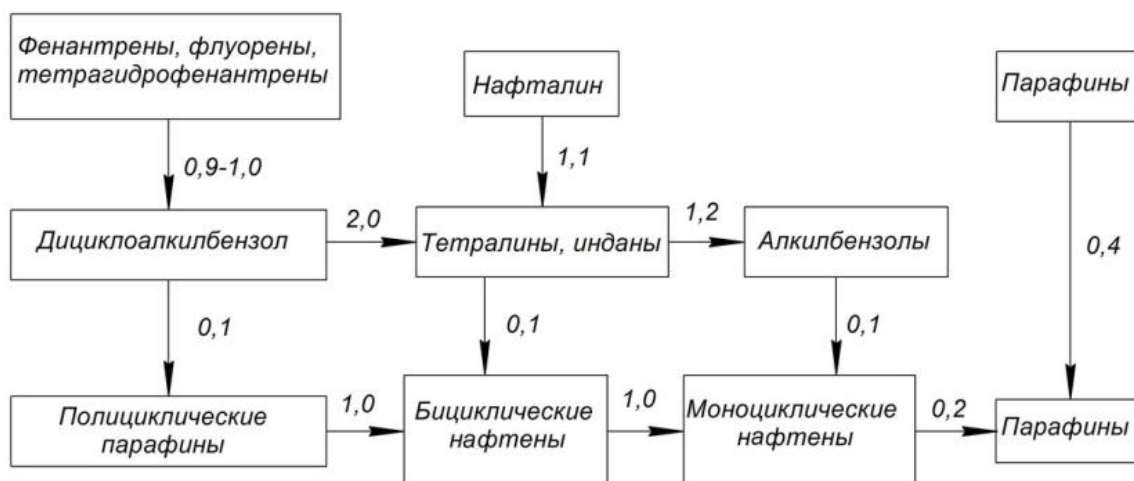 Фенантрены, флуорены,
тетрагидрофенантрены
Нафталин
Парафины
0,9-1,0
1,1
0,4
Дициклоалкилбензол
2,0
Тетралины, инданы
1,2
Алкилбензолы
0,1
0,1
0,1
Полициклические
парафины
1,0
Бициклические
нафтены
1,0
Моноциклические
нафтены
0,2
Парафины